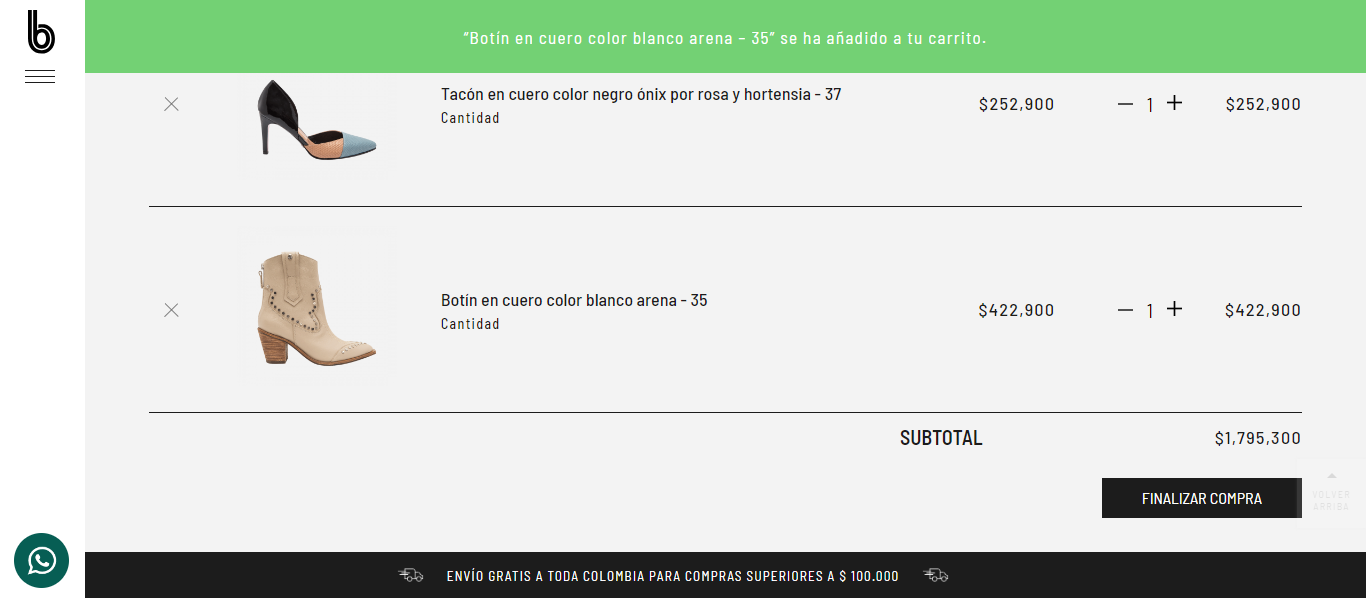 b
"Botín en cuero color blanco arena – 35" se ha añadido a tu carrito.
Tacón en cuero color negro ónix por rosa y hortensia - 37
Cantidad
$252,900
1
$252,900
Botín en cuero color blanco arena - 35
Cantidad
$422,900
1
$422,900
SUBTOTAL
$1,795,300
FINALIZAR COMPRA
VOLVER
ARRIBA
ENVÍO GRATIS A TODA COLOMBIA PARA COMPRAS SUPERIORES A $ 100.000